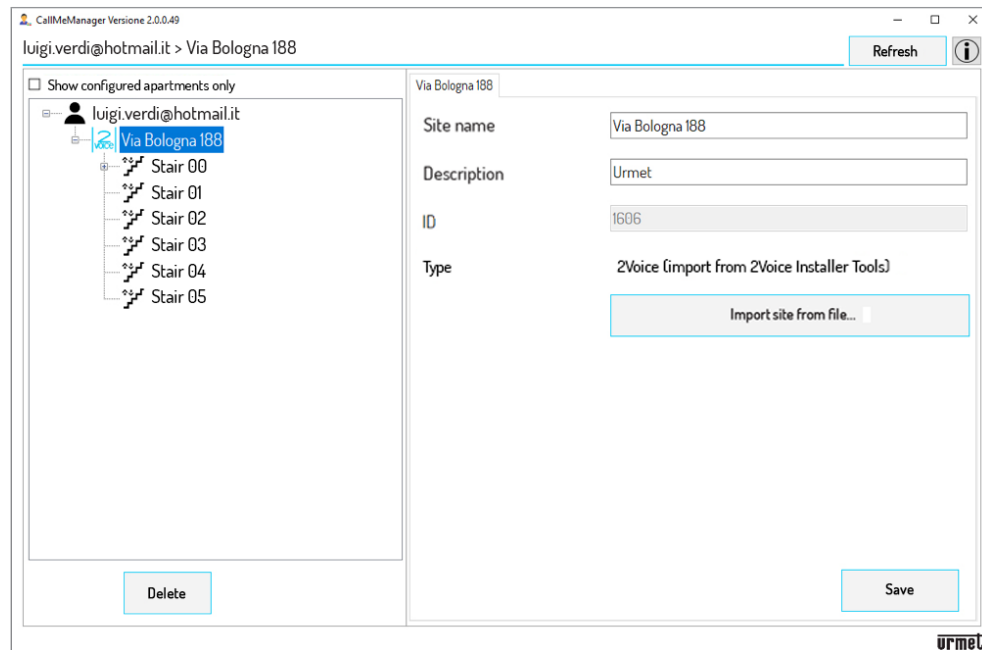 CallMeManager Versione 2.0.0.49
luigi.verdi@hotmail.it > Via Bologna 188
Refresh
Show configured apartments only
luigi.verdi@hotmail.it
2 VOICE
Via Bologna 188
Stair 00
Stair 01
Stair 02
Stair 03
Stair 04
Stair 05
Delete
Via Bologna 188
Site name
Via Bologna 188
Description
Urmet
ID
1606
Type
2Voice (import from 2Voice Installer Tools)
Import site from file...
Save
urmet